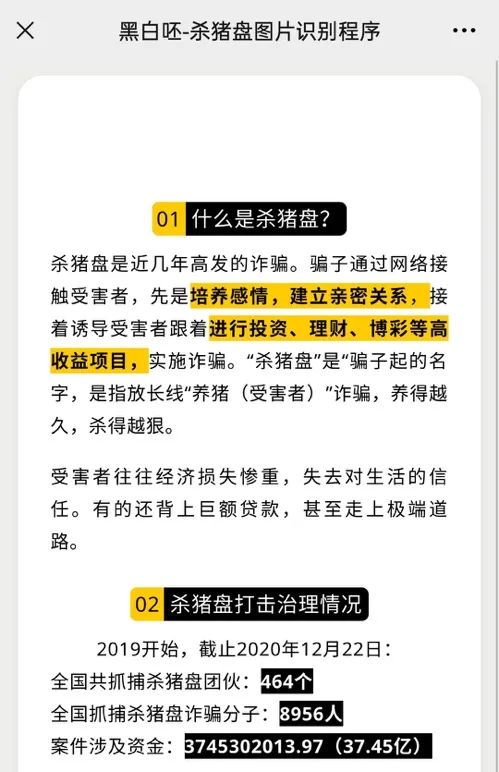 黑白呸-杀猪盘图片识别程序
01 什么是杀猪盘？
杀猪盘是近几年高发的诈骗。骗子通过网络接
触受害者，先是培养感情，建立亲密关系，接
着诱导受害者跟着进行投资、理财、博彩等高
收益项目，实施诈骗。“杀猪盘”是“骗子起的名
字，是指放长线“养猪（受害者）”诈骗，养得越
久，杀得越狠。
受害者往往经济损失惨重，失去对生活的信
任。有的还背上巨额贷款，甚至走上极端道
路。
02 杀猪盘打击治理情况
2019开始，截止2020年12月22日：
全国共抓捕杀猪盘团伙：464个
全国抓捕杀猪盘诈骗分子：8956人
案件涉及资金：3745302013.97（37.45亿）